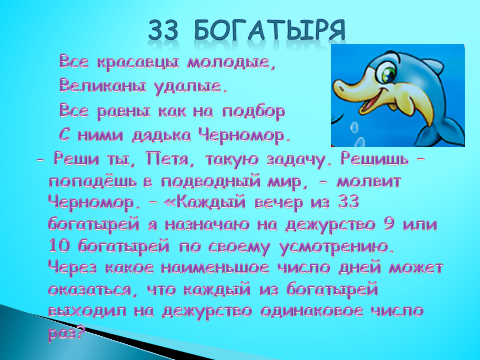 33 БОГАТЫРЯ
Все красавцы молодые,
Великаны удалые.
Все равны как на подбор
С ними дядька Черномор.
- Реши ты, Петя, такую задачу. Решишь –
попадёшь в подводный мир, - молвит
Черномор. – «Каждый вечер из 33
богатырей я назначаю на дежурство 9 или
10 богатырей по своему усмотрению.
Через какое наименьшее число дней может
оказаться, что каждый из богатырей
выходил на дежурство одинаковое число
раз?